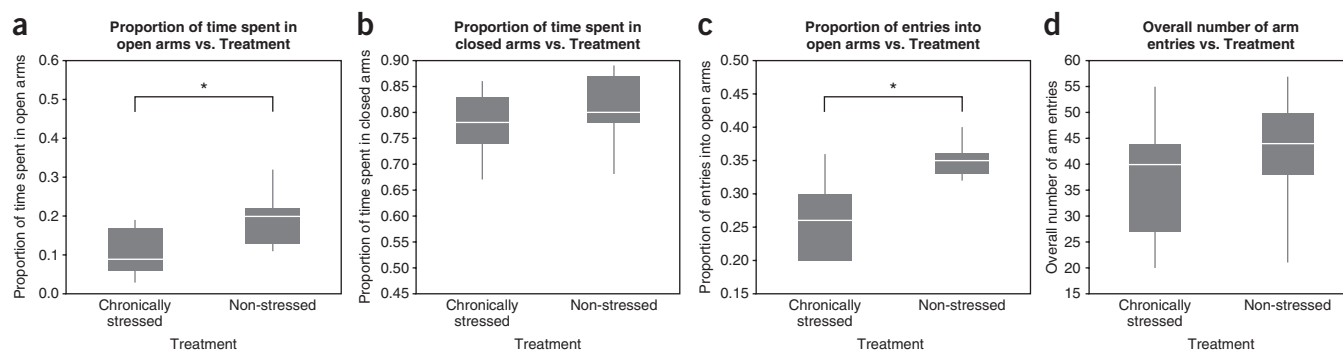 a
Proportion of time spent in
open arms vs. Treatment
Proportion of time spent in open arms
0.6
0.5
0.4
0.3
0.2
0.1
0.0
*
Chronically
stressed
Non-stressed
Treatment
b
Proportion of time spent in
closed arms vs. Treatment
Proportion of time spent in closed arms
0.90
0.85
0.80
0.75
0.70
0.65
0.60
0.55
0.50
0.45
Chronically
stressed
Non-stressed
Treatment
c
Proportion of entries into
open arms vs. Treatment
Proportion of entries into open arms
0.50
0.45
0.40
0.35
0.30
0.25
0.20
0.15
*
Chronically
stressed
Non-stressed
Treatment
d
Overall number of arm
entries vs. Treatment
Overall number of arm entries
60
55
50
45
40
35
30
25
20
15
Chronically
stressed
Non-stressed
Treatment